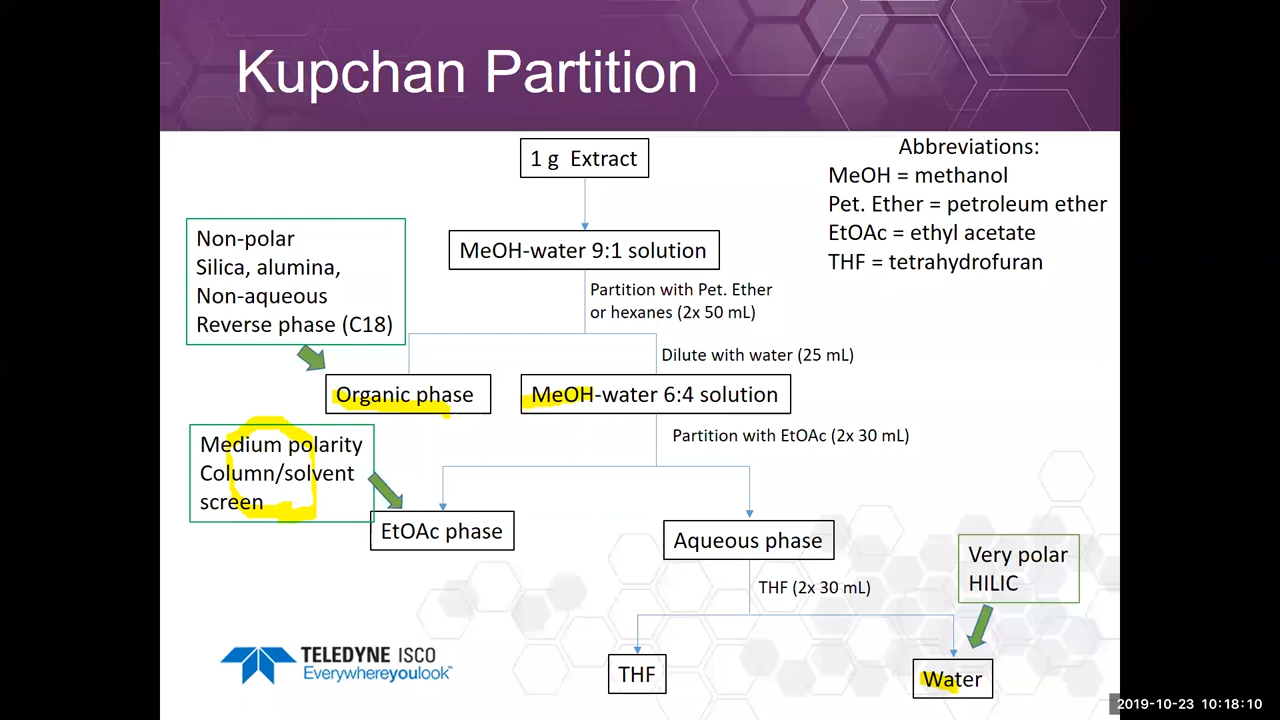 Kupchan Partition
1 g  Extract
Abbreviations:
MeOH = methanol
Pet. Ether = petroleum ether
EtOAc = ethyl acetate
THF = tetrahydrofuran
MeOH-water 9:1 solution
Non-polar
Silica, alumina,
Non-aqueous
Reverse phase (C18)
Partition with Pet. Ether
or hexanes (2x 50 mL)
Dilute with water (25 mL)
Organic phase
MeOH-water 6:4 solution
Partition with EtOAc (2x 30 mL)
Medium polarity
Column/solvent
screen
EtOAc phase
Aqueous phase
Very polar
HILIC
THF (2x 30 mL)
THF
Water
TELEDYNE ISCO
Everywhereyoulook
2019-10-23 10:18:10